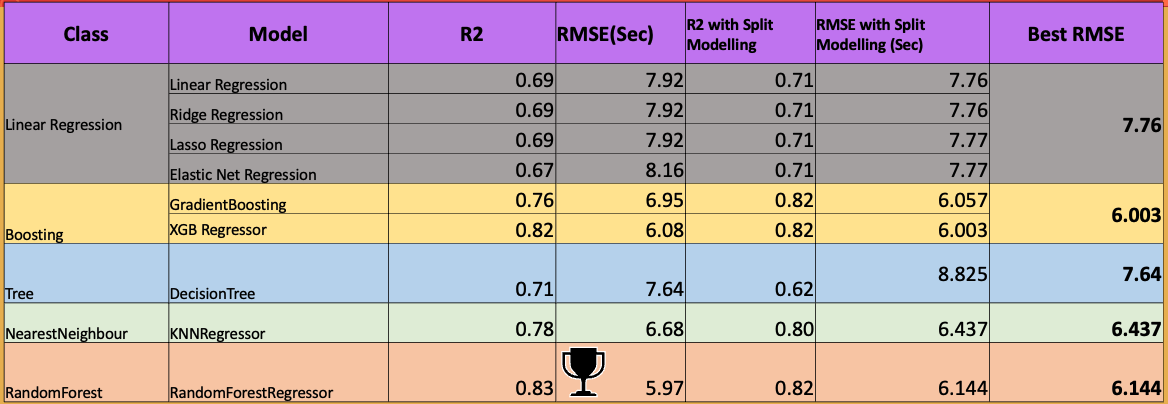 Class Model R2 RMSE(Sec) R2 with Split Modelling RMSE with Split Modelling (Sec) Best RMSE
Linear Regression Linear Regression 0.69 7.92 0.71 7.76 7.76
Ridge Regression 0.69 7.92 0.71 7.76
Lasso Regression 0.69 7.92 0.71 7.77
Elastic Net Regression 0.67 8.16 0.71 7.77
Boosting GradientBoosting 0.76 6.95 0.82 6.057 6.003
XGB Regressor 0.82 6.08 0.82 6.003
Tree DecisionTree 0.71 7.64 0.62 8.825 7.64
NearestNeighbour KNNRegressor 0.78 6.68 0.80 6.437 6.437
RandomForest RandomForestRegressor 0.83 5.97 0.82 6.144 6.144